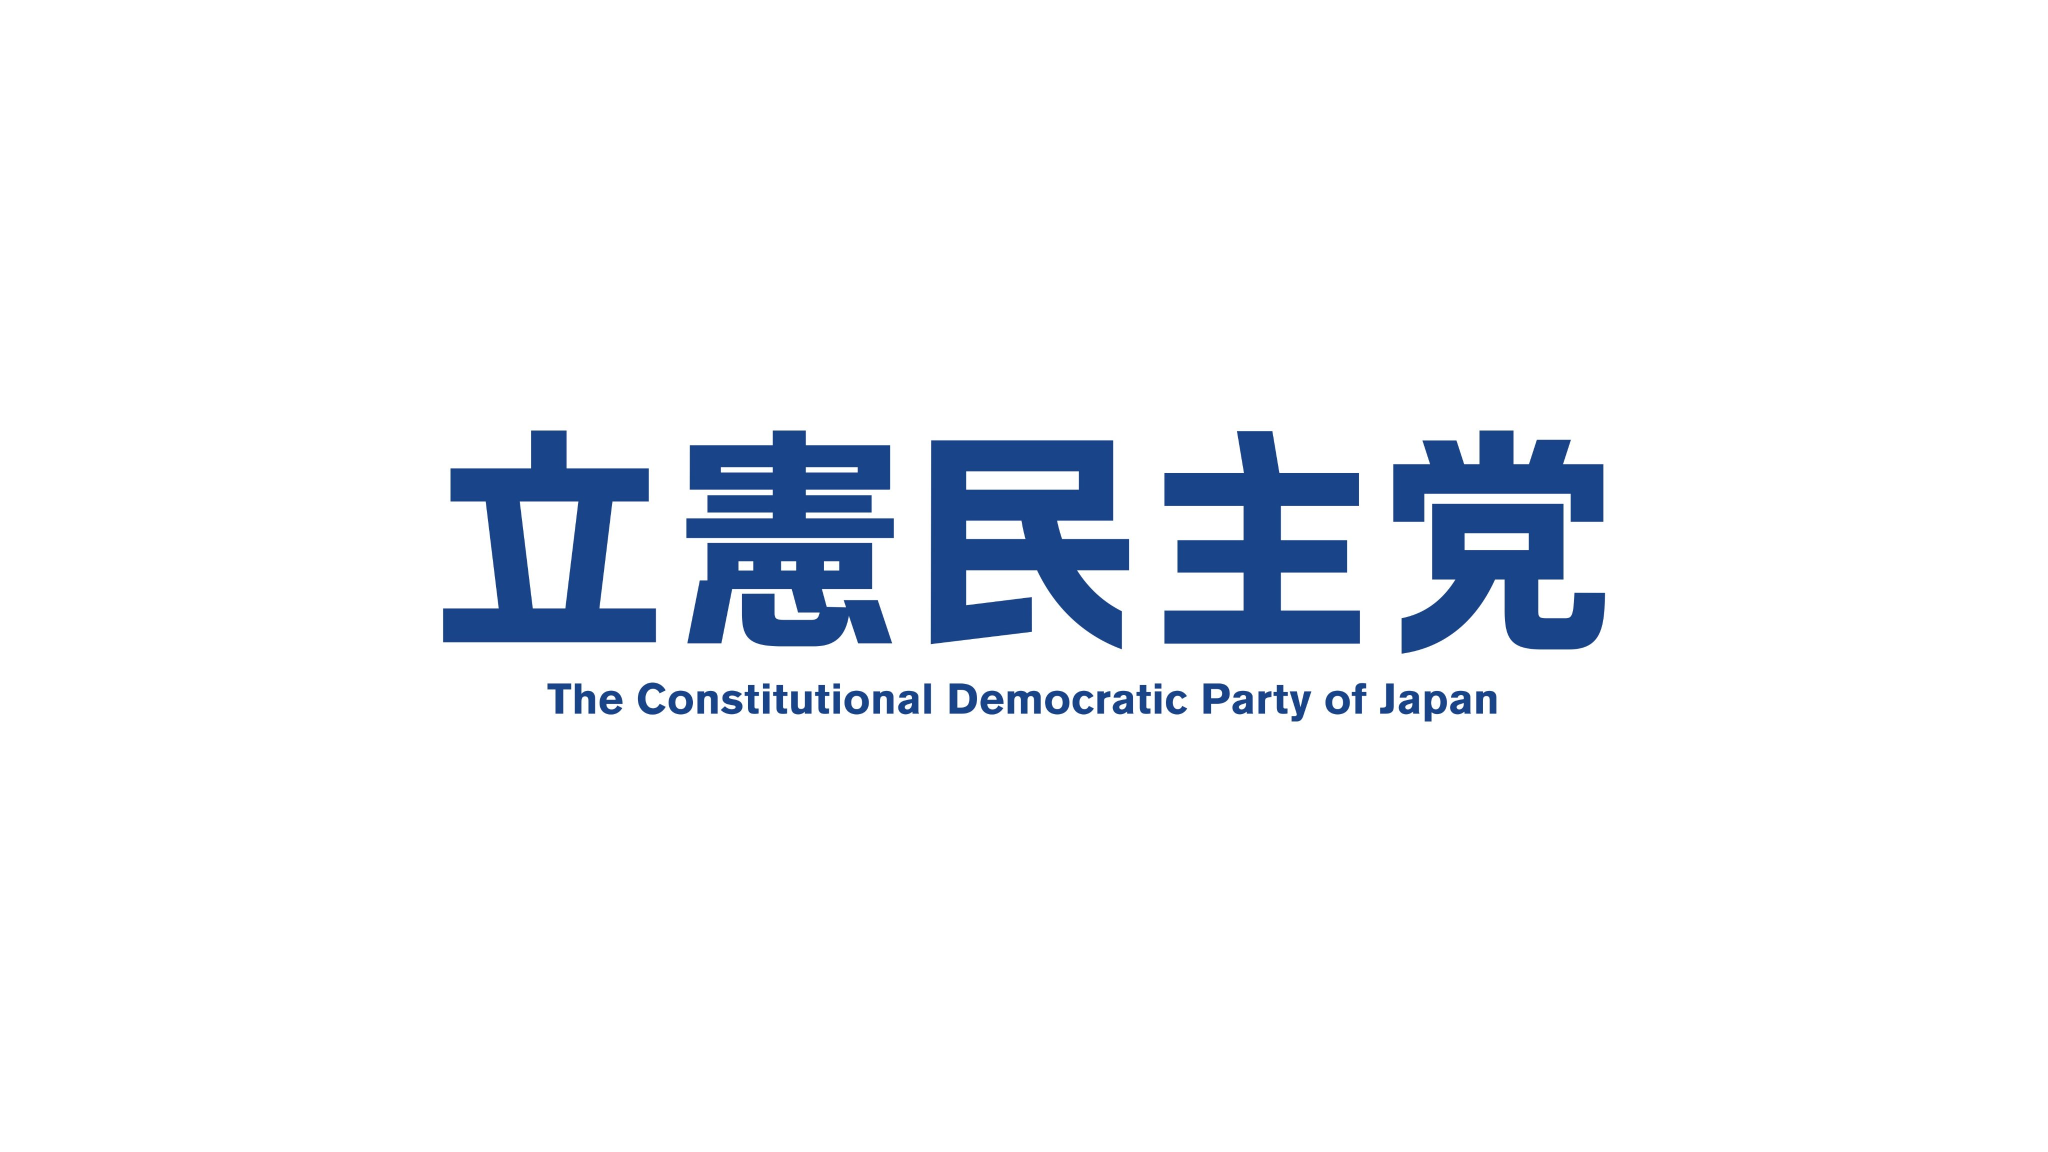 立憲民主党
The Constitutional Democratic Party of Japan